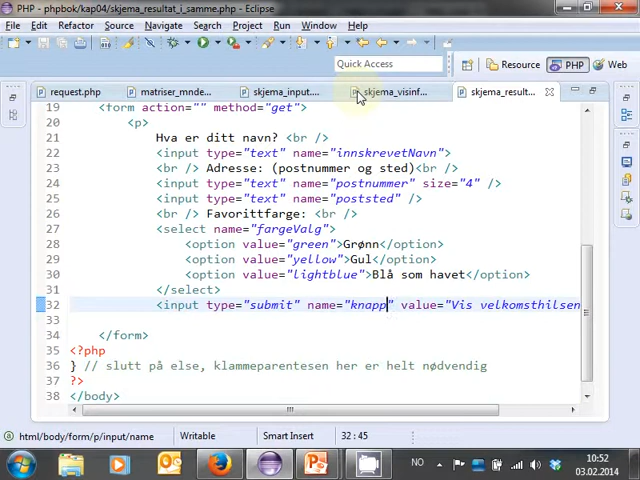 PHP - phpbok/kap04/skjema_resultat_i_samme.php - Eclipse
File Edit Refactor Source Navigate Search Project Run Window Help
Quick Access
Resource PHP Web
request.php matriser_mnde... skjema_input.... skjema_visinf... skjema_result...
19 <form action="" method="get">
20 <p>
21 Hva er ditt navn? <br />
22 <input type="text" name="innskrevetNavn">
23 <br /> Adresse: (postnummer og sted)<br />
24 <input type="text" name="postnummer" size="4" />
25 <input type="text" name="poststed" />
26 <br /> Favorittfarge: <br />
27 <select name="fargeValg">
28 <option value="green">Grønn</option>
29 <option value="yellow">Gul</option>
30 <option value="lightblue">Blå som havet</option>
31 </select>
32 <input type="submit" name="knapp" value="Vis velkomsthilsen
33
34 </form>
35 <?php
36 } // slutt på else, klammeparentesen her er helt nødvendig
37 ?>
38 </body>
html/body/form/p/input/name Writable Smart Insert 32 : 45
NO 10:52
03.02.2014